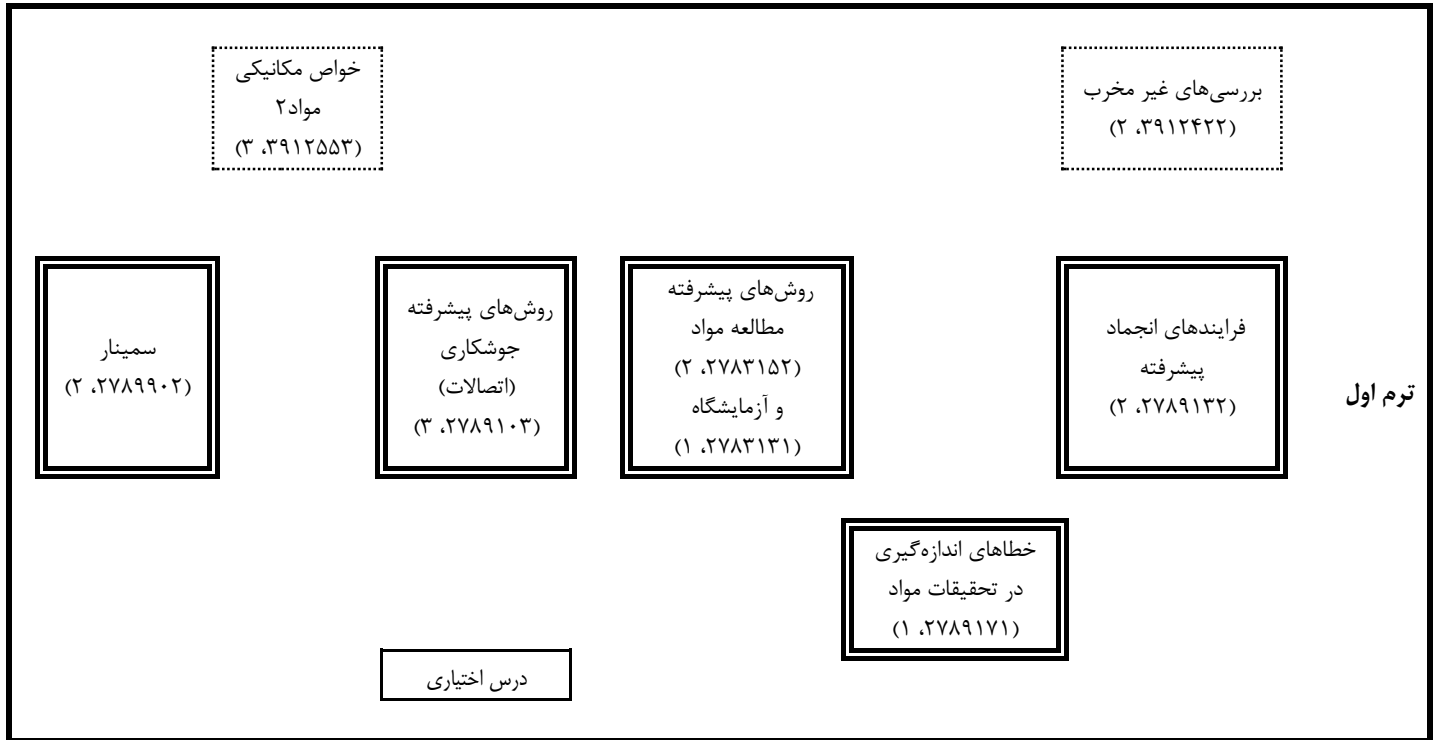 بررسی‌های غیر مخرب
(۳۹۱۲۴۲۲، ۲)
خواص مکانیکی
مواد۲
(۳۹۱۲۵۵۳، ۳)
ترم اول
فرایندهای انجماد
پیشرفته
(۲۷۸۹۱۳۲، ۲)
روش‌های پیشرفته
مطالعه مواد
(۲۷۸۳۱۵۲، ۲)
و آزمایشگاه
(۲۷۸۳۱۳۱، ۱)
روش‌های پیشرفته
جوشکاری
(اتصالات)
(۲۷۸۹۱۰۳، ۳)
سمینار
(۲۷۸۹۹۰۲، ۲)
خطاهای اندازه‌گیری
در تحقیقات مواد
(۲۷۸۹۱۷۱، ۱)
درس اختیاری